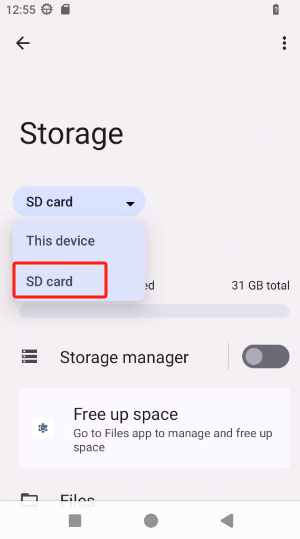 12:55
Storage
SD card
This device
SD card
31 GB total
Storage manager
Free up space
Go to Files app to manage and free up
space
Files